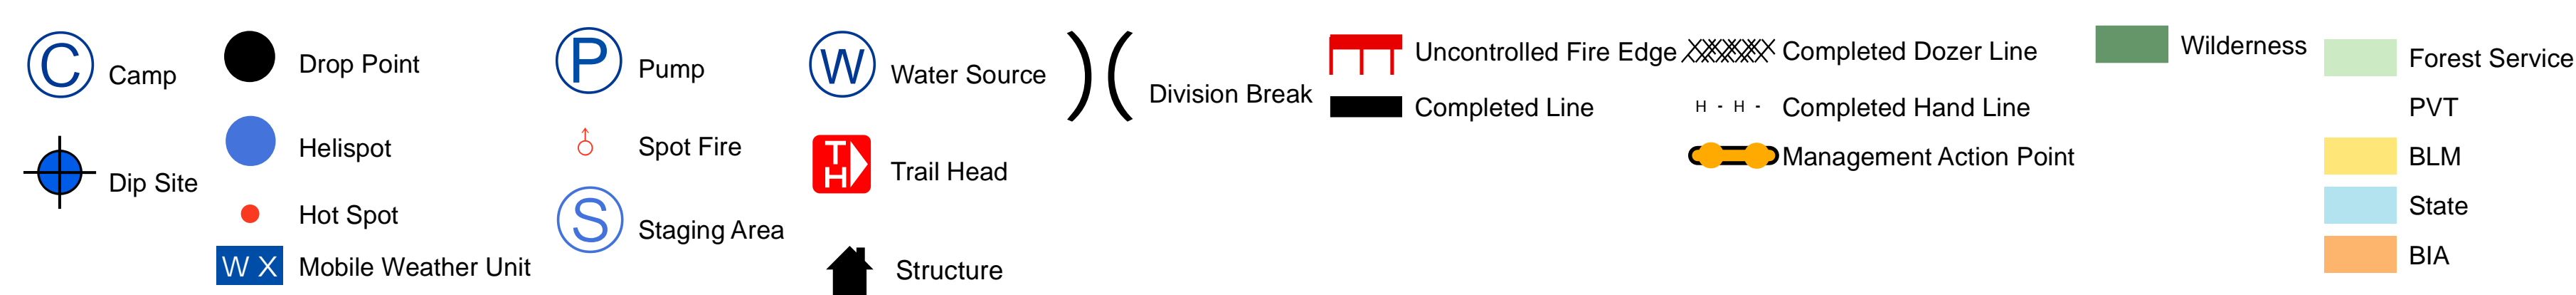 C Camp
Dip Site
Drop Point
Helispot
Hot Spot
W X Mobile Weather Unit
P Pump
Spot Fire
S Staging Area
W Water Source
TH Trail Head
Structure
Division Break
Uncontrolled Fire Edge
Completed Line
Completed Dozer Line
H - H - Completed Hand Line
Management Action Point
Wilderness
Forest Service
PVT
BLM
State
BIA